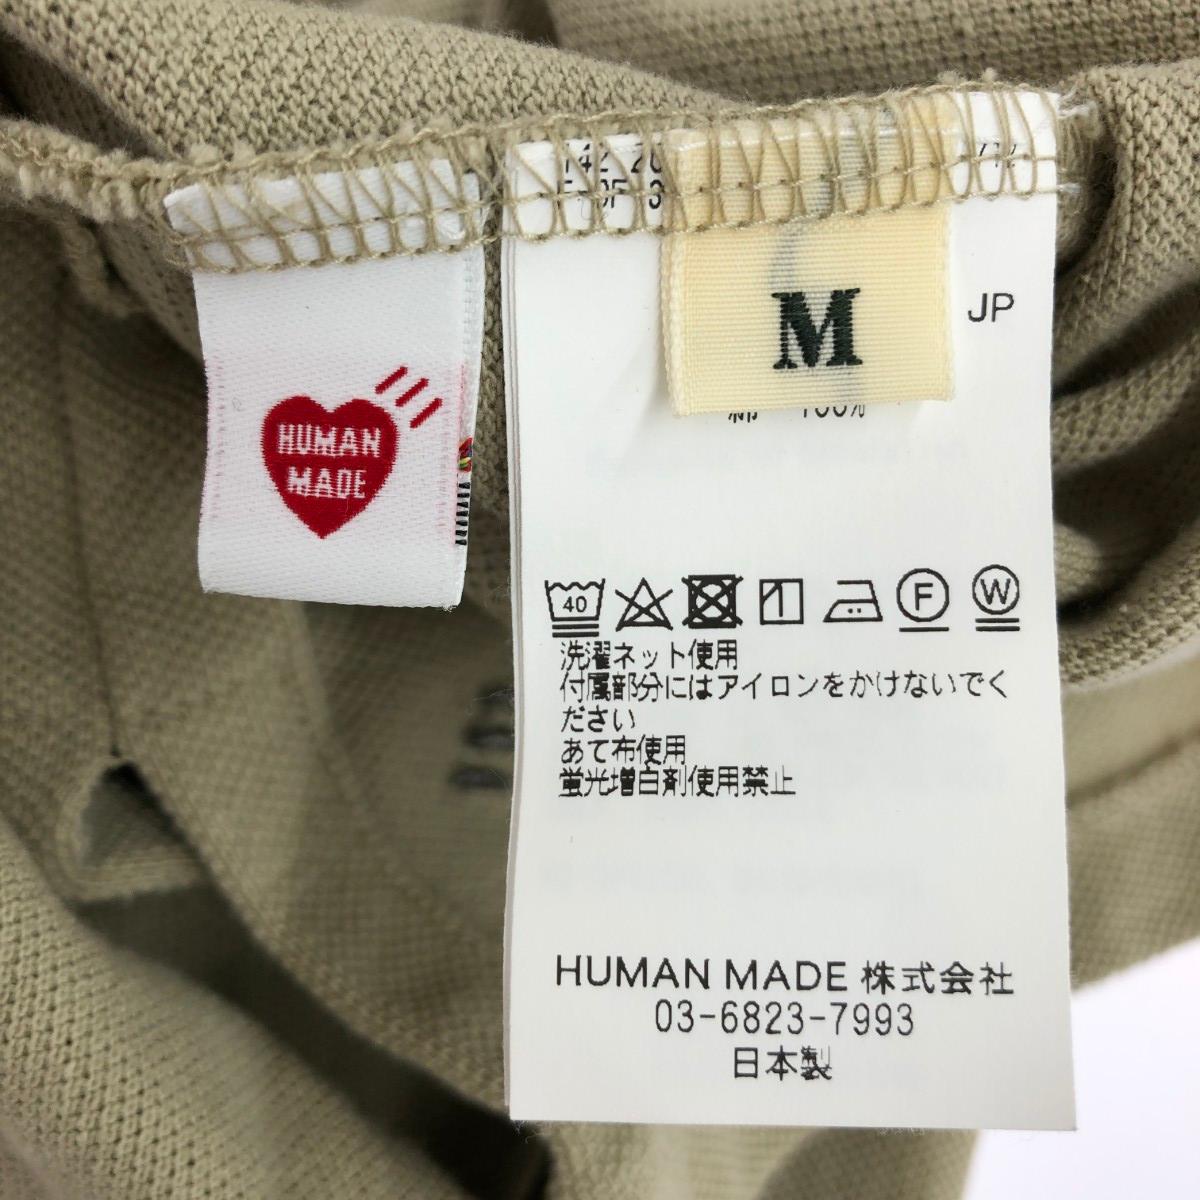 HUMAN
MADE
M
JP
40
F
W
洗濯ネット使用
付属部分にはアイロンをかけないでく
ださい
あて布使用
蛍光増白剤使用禁止
HUMAN MADE 株式会社
03-6823-7993
日本製